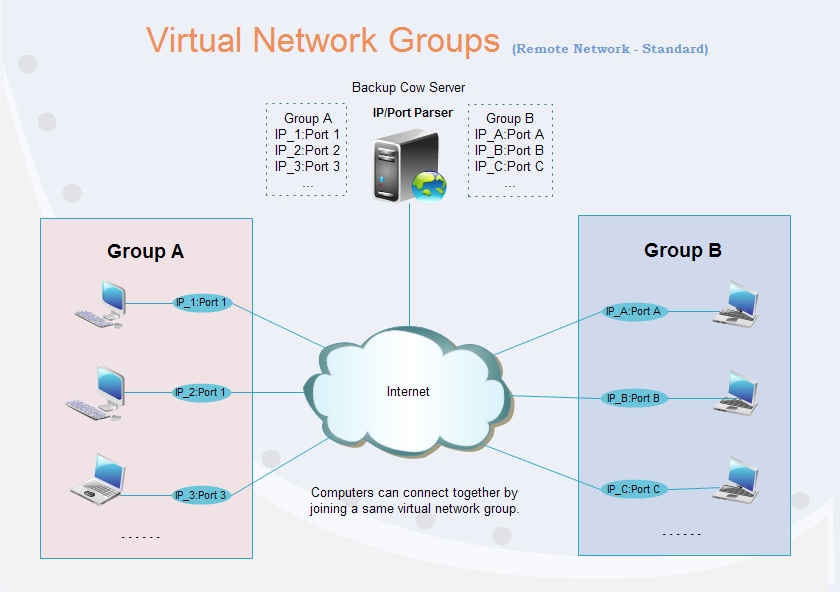 Virtual Network Groups (Remote Network - Standard)
Backup Cow Server
IP/Port Parser
Group A
IP_1:Port 1
IP_2:Port 2
IP_3:Port 3
...
Group B
IP_A:Port A
IP_B:Port B
IP_C:Port C
...
Group A
IP_1:Port 1
IP_2:Port 1
IP_3:Port 3
- - - - - -
Internet
Computers can connect together by
joining a same virtual network group.
Group B
IP_A:Port A
IP_B:Port B
IP_C:Port C
- - - - - -